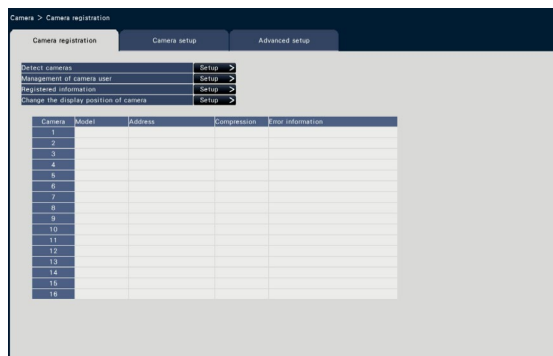 Camera > Camera registration
Camera registration Camera setup Advanced setup
Detect cameras Setup >
Management of camera user Setup >
Registered information Setup >
Change the display position of camera Setup >
Camera Model Address Compression Error information
1
2
3
4
5
6
7
8
9
10
11
12
13
14
15
16